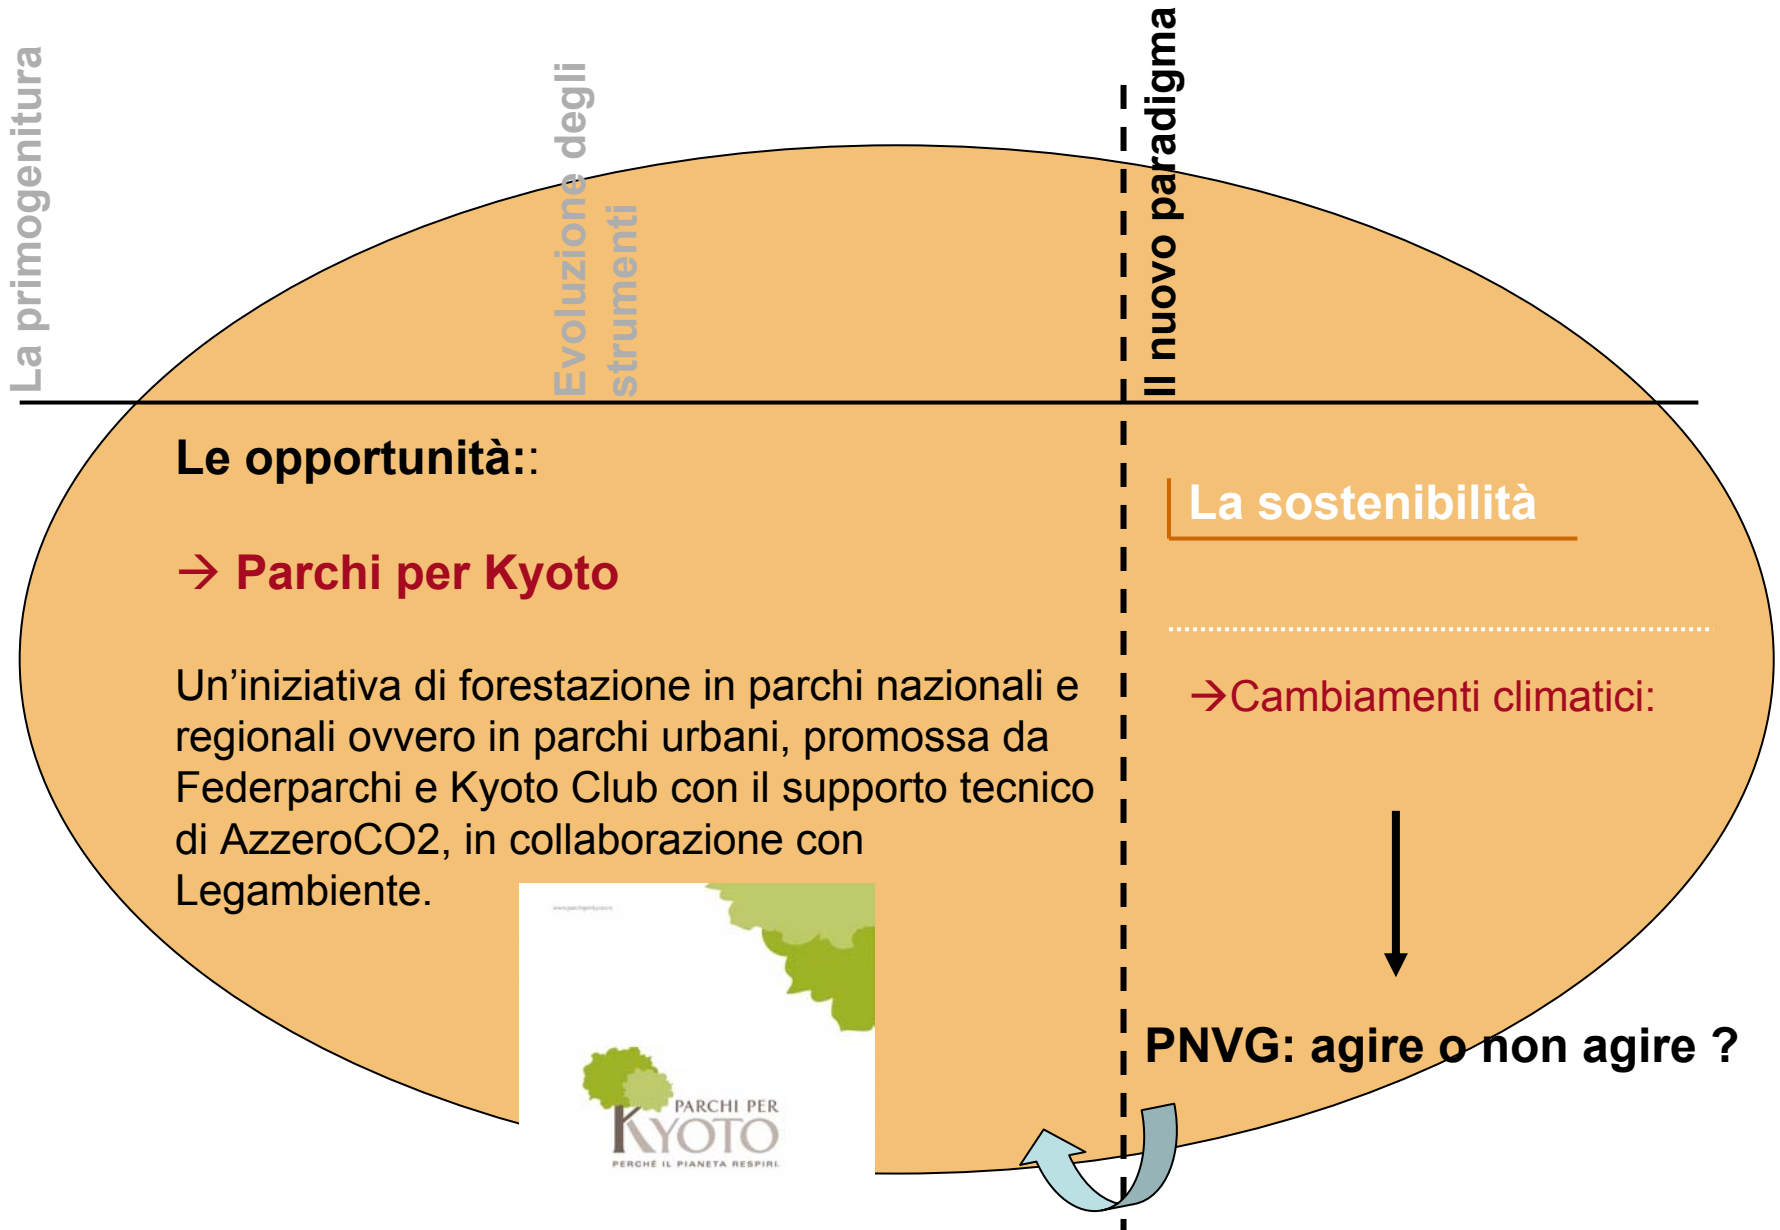 La primogenitura
Evoluzione degli
strumenti
Il nuovo paradigma
Le opportunità::
→ Parchi per Kyoto
Un’iniziativa di forestazione in parchi nazionali e
regionali ovvero in parchi urbani, promossa da
Federparchi e Kyoto Club con il supporto tecnico
di AzzeroCO2, in collaborazione con
Legambiente.
La sostenibilità
→Cambiamenti climatici:
PNVG: agire o non agire ?
PARCHI PER
KYOTO
PERCHÉ IL PIANETA RESPIRI.